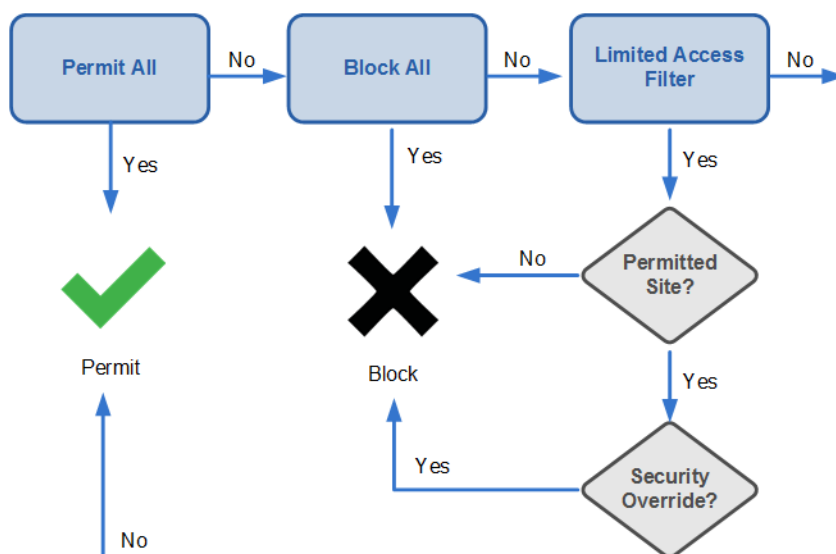 Permit All
No
Block All
No
Limited Access
Filter
No
Yes
Yes
Yes
No
Permitted
Site?
Permit
Block
Yes
Yes
Security
Override?
No